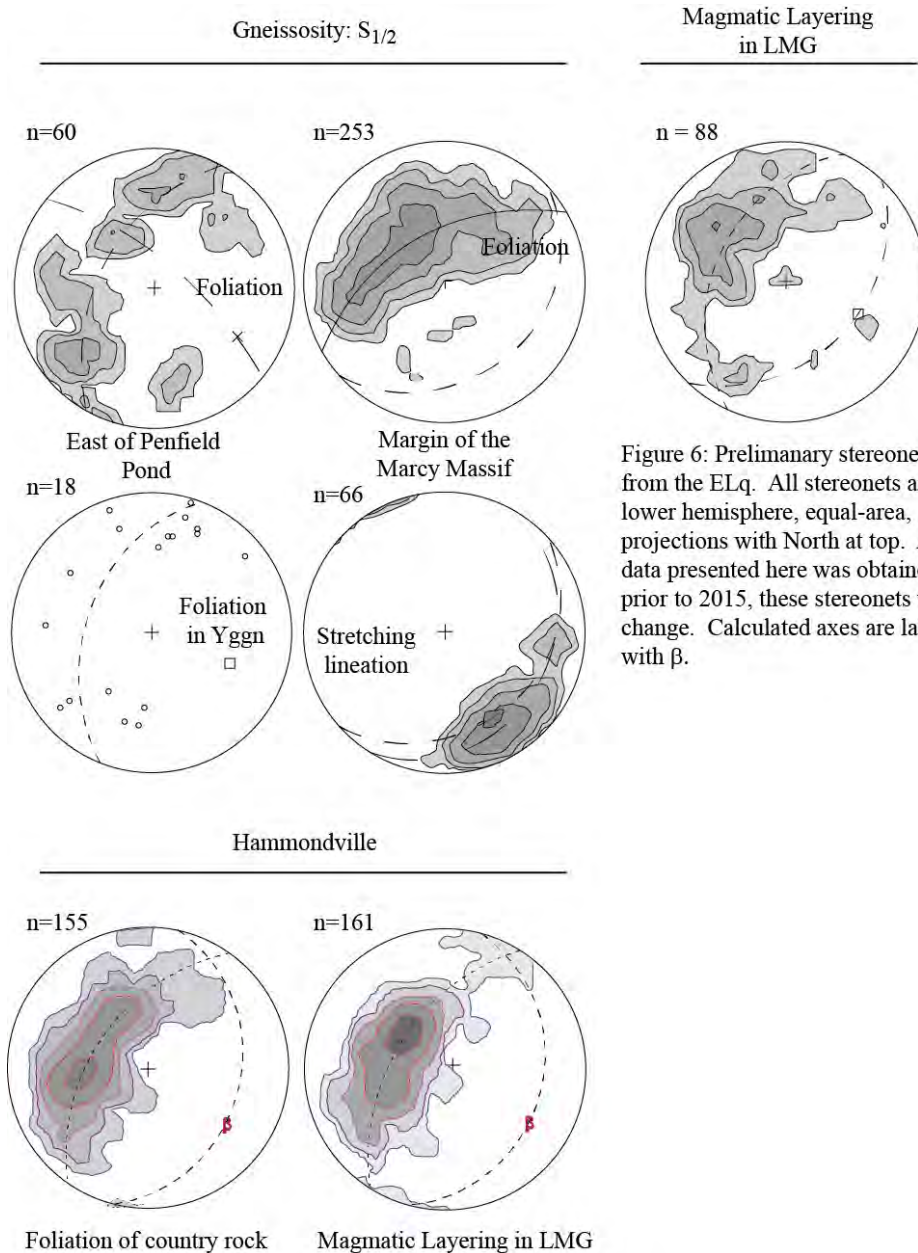 Gneissosity: S1/2
Magmatic Layering
in LMG
n=60
n=253
n = 88
Foliation
Foliation
East of Penfield
Pond
Margin of the
Marcy Massif
n=18
n=66
Foliation
in Yggn
Stretching
lineation
Figure 6: Prelimanary
from the ELq. All stereonets
lower hemisphere, equal-area,
projections with North at top.
data presented here was
prior to 2015, these stereonets
change. Calculated axes are
with β.
Hammondville
n=155
n=161
β
β
Foliation of country rock
Magmatic Layering in LMG